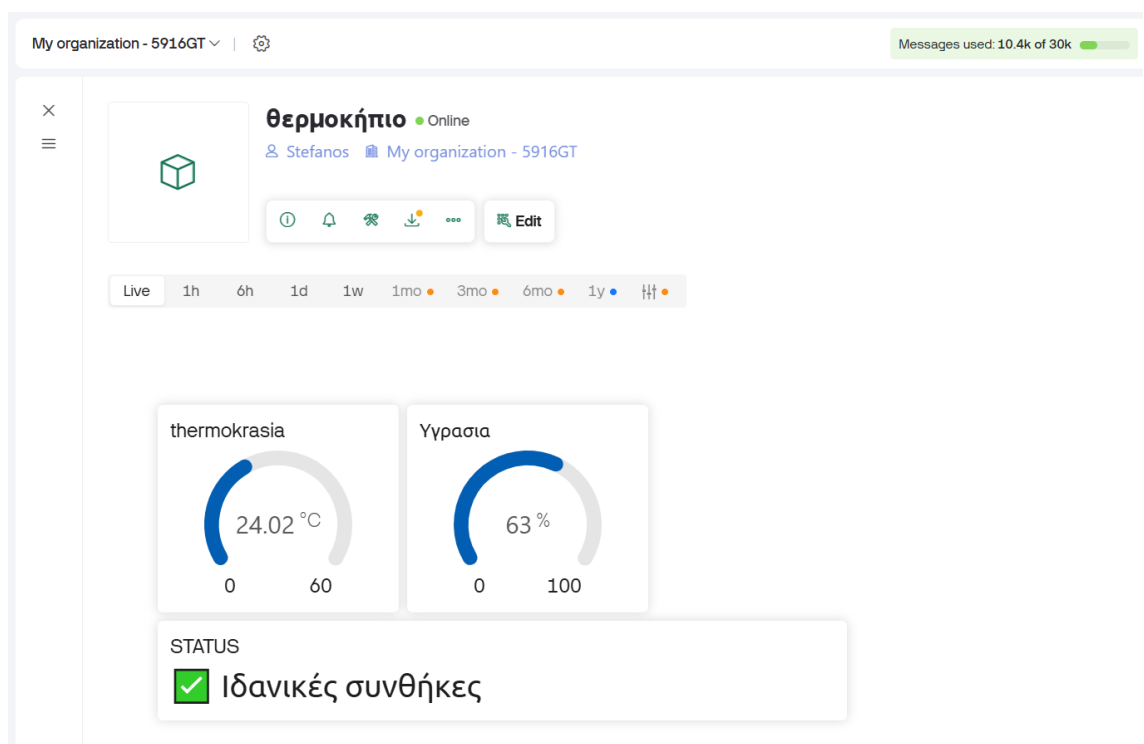 My organization - 5916GT
Messages used: 10.4k of 30k
θερμοκήπιο Online
Stefanos My organization - 5916GT
Edit
Live 1h 6h 1d 1w 1mo 3mo 6mo 1y
thermokrasia
24.02 °C
0 60
Υγρασια
63 %
0 100
STATUS
Ιδανικές συνθήκες